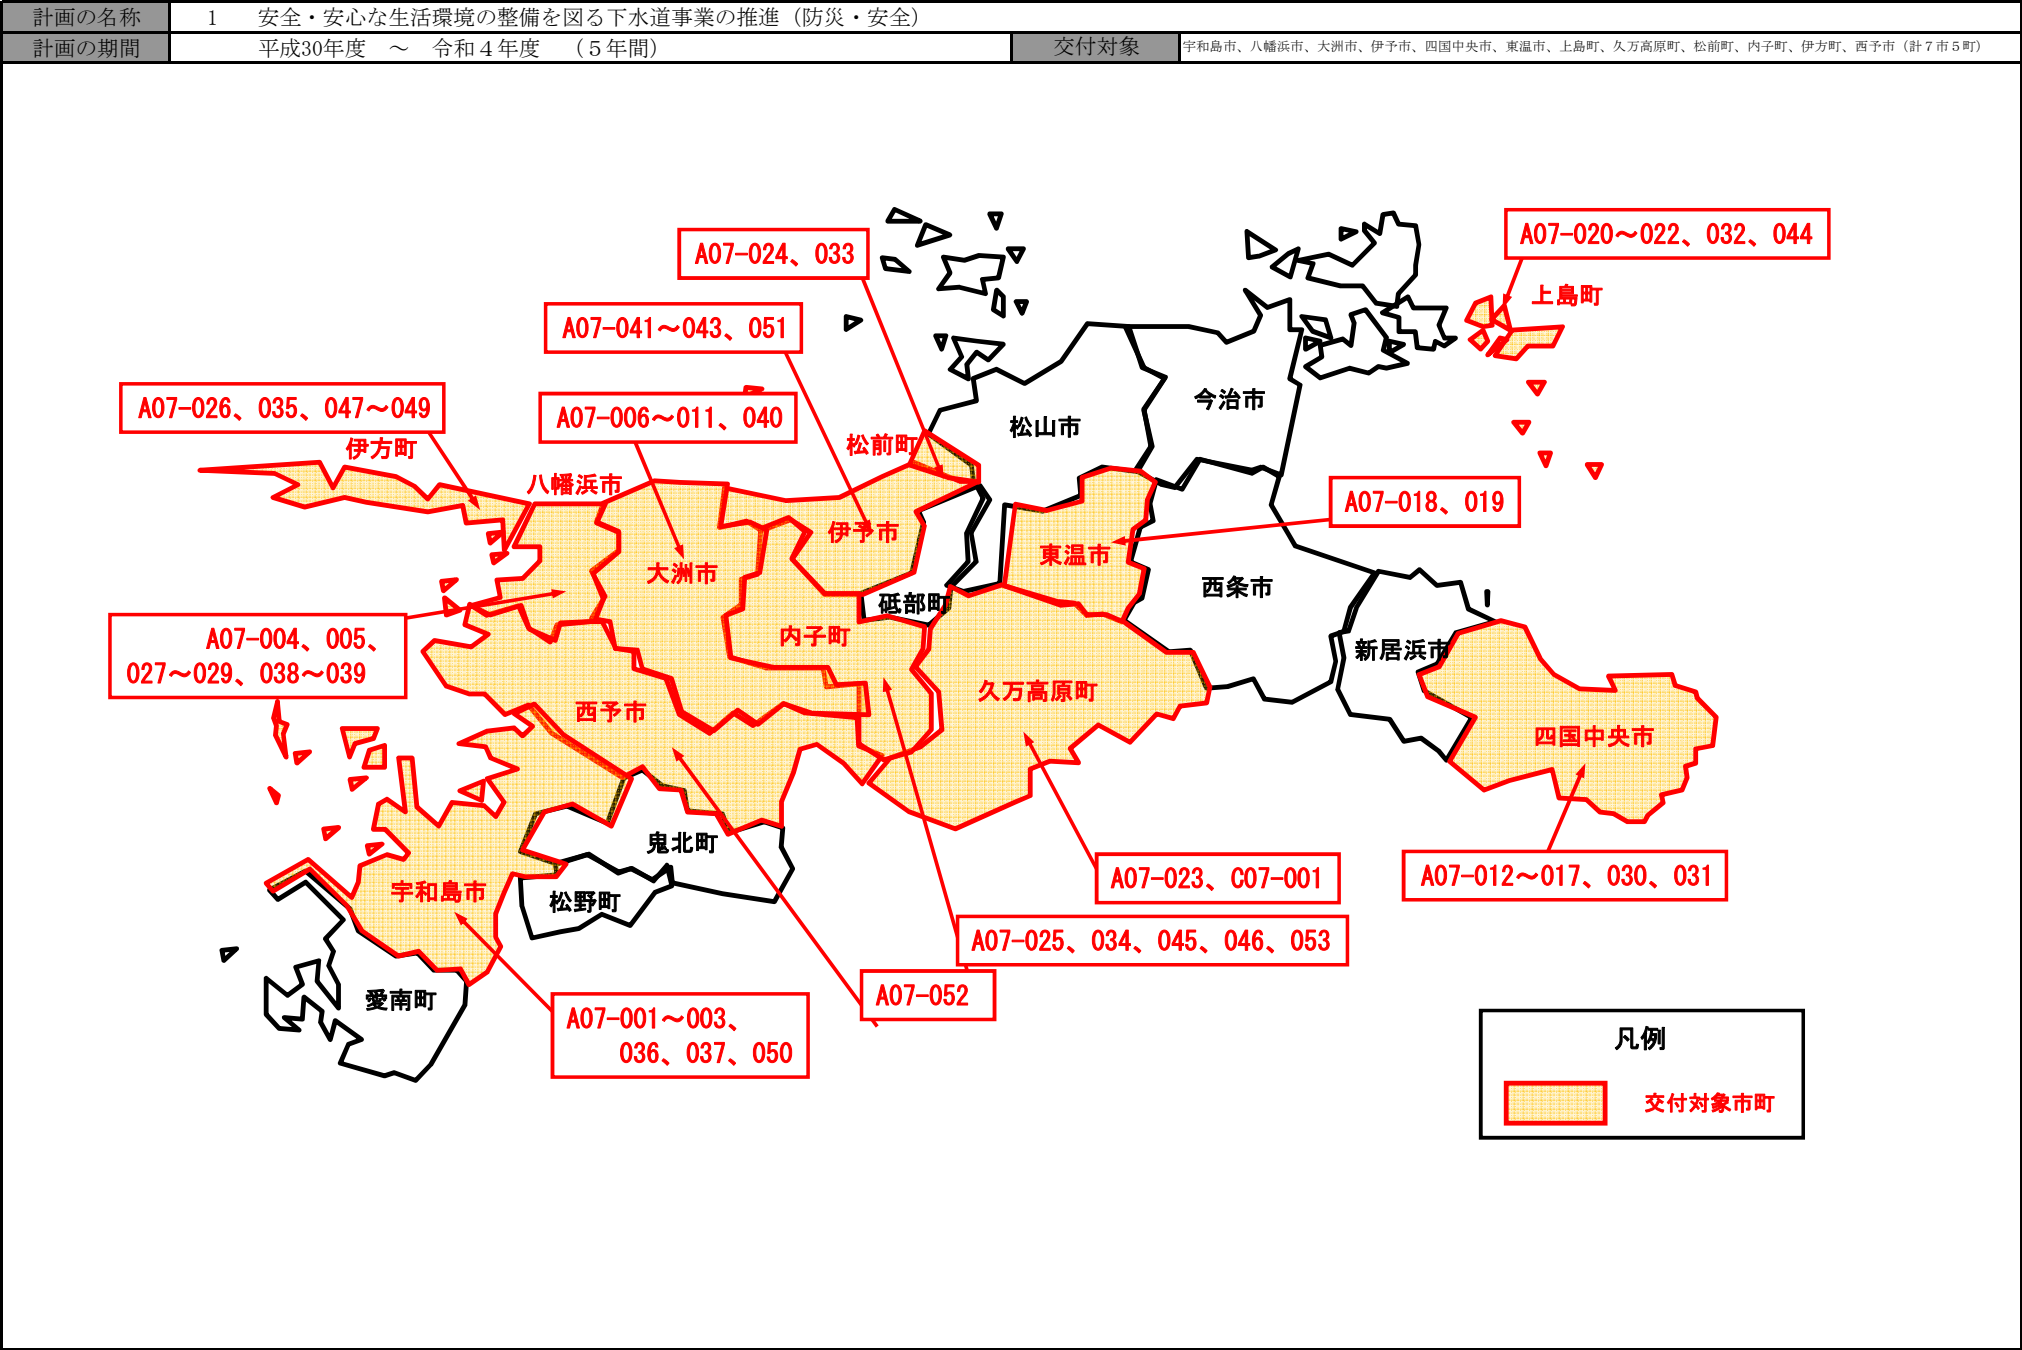 計画の名称 1 安全・安心な生活環境の整備を図る下水道事業の推進（防災・安全）
計画の期間 平成30年度 ～ 令和４年度 （５年間） 交付対象 宇和島市、八幡浜市、大洲市、伊予市、四国中央市、東温市、上島町、久万高原町、松前町、内子町、伊方町、西予市（計７市５町）
A07-020～022、032、044
A07-024、033
上島町
A07-041～043、051
今治市
A07-026、035、047～049
A07-006～011、040
松山市
伊方町
松前町
八幡浜市
A07-018、019
伊予市
東温市
大洲市
西条市
砥部町
A07-004、005、
027～029、038～039
内子町
新居浜市
久万高原町
西予市
四国中央市
鬼北町
A07-023、C07-001
A07-012～017、030、031
宇和島市
松野町
A07-025、034、045、046、053
A07-052
愛南町
A07-001～003、
036、037、050
凡例
交付対象市町